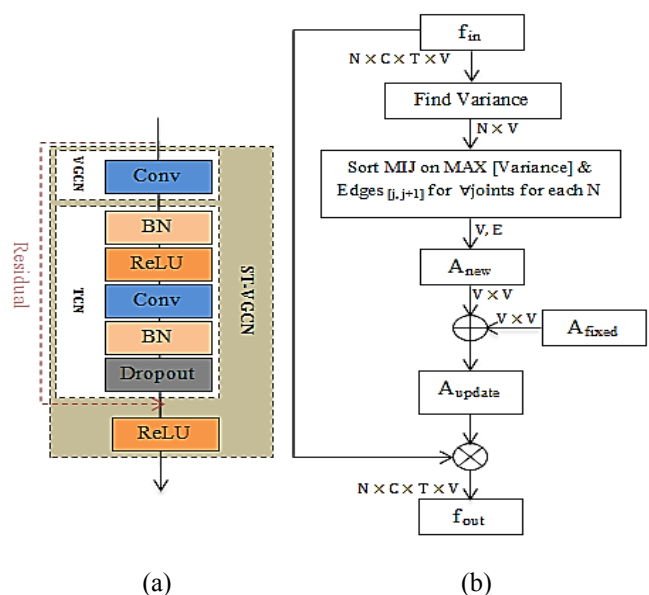 VGCN
Conv
TCN
BN
ReLU
Conv
BN
Dropout
ReLU
Residual
ST-VGCN
(a)
f_in
N × C × T × V
Find Variance
N × V
Sort MIJ on MAX [Variance] &
Edges [j, j+1] for ∀joints for each N
V, E
A_new
V × V
V × V
A_fixed
A_update
N × C × T × V
f_out
(b)